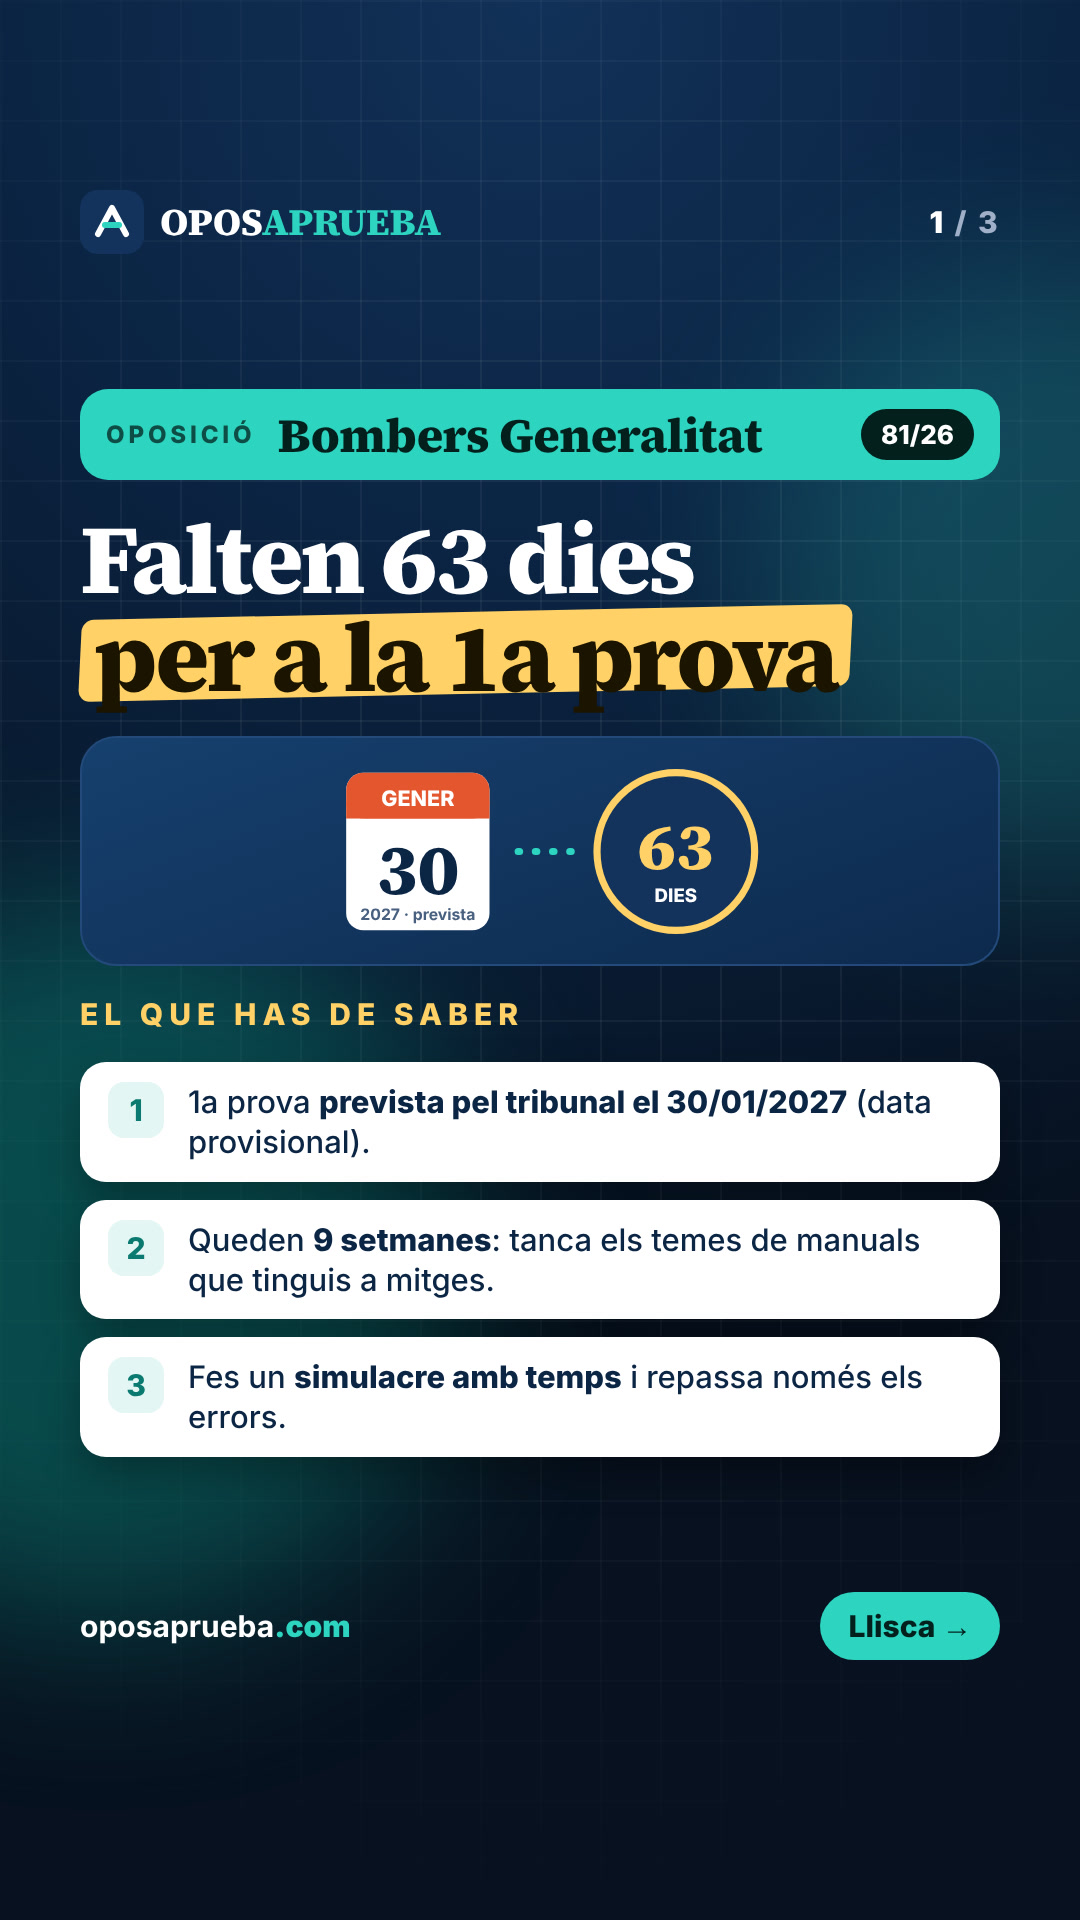 OPOSAPRUEBA
1 / 3
OPOSICIÓ Bombers Generalitat 81/26
Falten 63 dies
per a la 1a prova
GENER
30
2027 · prevista
63
DIES
EL QUE HAS DE SABER
1
1a prova prevista pel tribunal el 30/01/2027 (data
provisional).
2
Queden 9 setmanes: tanca els temes de manuals
que tinguis a mitges.
3
Fes un simulacre amb temps i repassa només els
errors.
oposaprueba.com
Llisca →